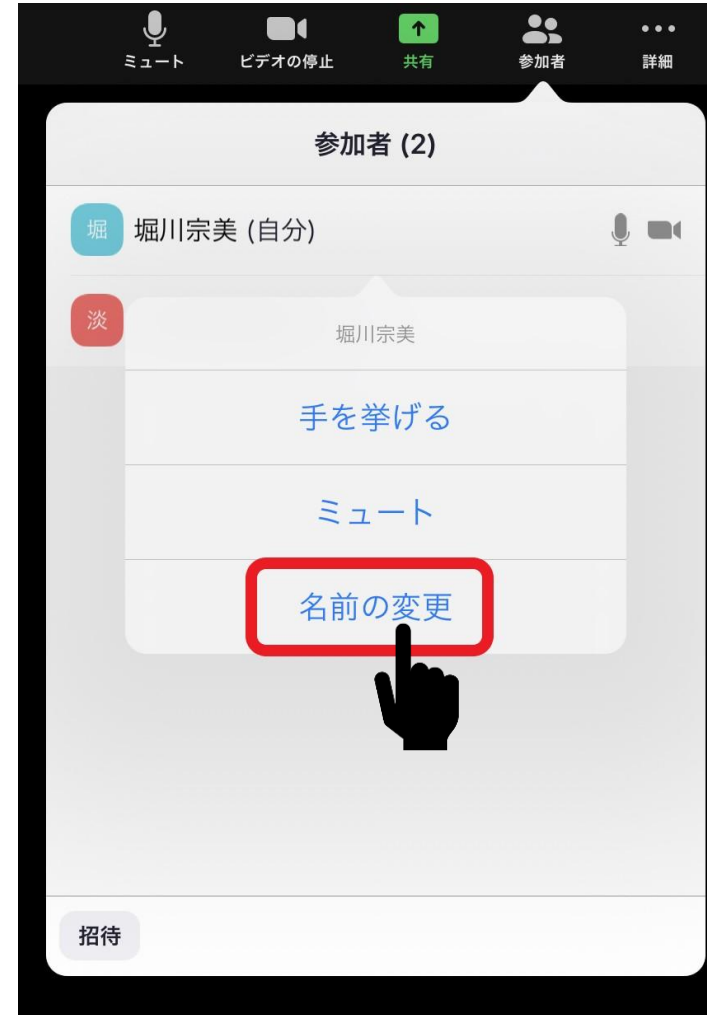 ミュート ビデオの停止 共有 参加者 詳細
参加者 (2)
堀 堀川宗美 (自分)
淡
堀川宗美
手を挙げる
ミュート
名前の変更
招待